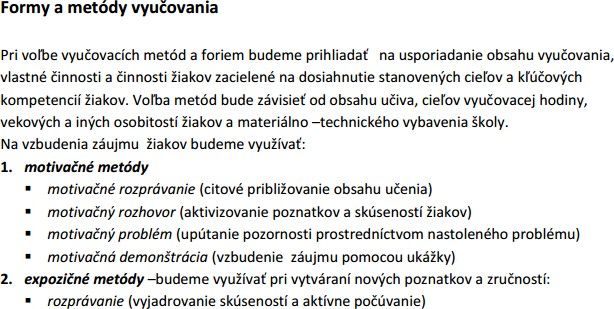 Formy a metódy vyučovania
Pri voľbe vyučovacích metód a foriem budeme prihliadať na usporiadanie obsahu vyučovania,
vlastné činnosti a činnosti žiakov zacielené na dosiahnutie stanovených cieľov a kľúčových
kompetencií žiakov. Voľba metód bude závisieť od obsahu učiva, cieľov vyučovacej hodiny,
vekových a iných osobitostí žiakov a materiálno –technického vybavenia školy.
Na vzbudenia záujmu žiakov budeme využívať:
1. motivačné metódy
▪ motivačné rozprávanie (citové približovanie obsahu učenia)
▪ motivačný rozhovor (aktivizovanie poznatkov a skúseností žiakov)
▪ motivačný problém (upútanie pozornosti prostredníctvom nastoleného problému)
▪ motivačná demonštrácia (vzbudenie záujmu pomocou ukážky)
2. expozičné metódy –budeme využívať pri vytváraní nových poznatkov a zručností:
▪ rozprávanie (vyjadrovanie skúseností a aktívne počúvanie)